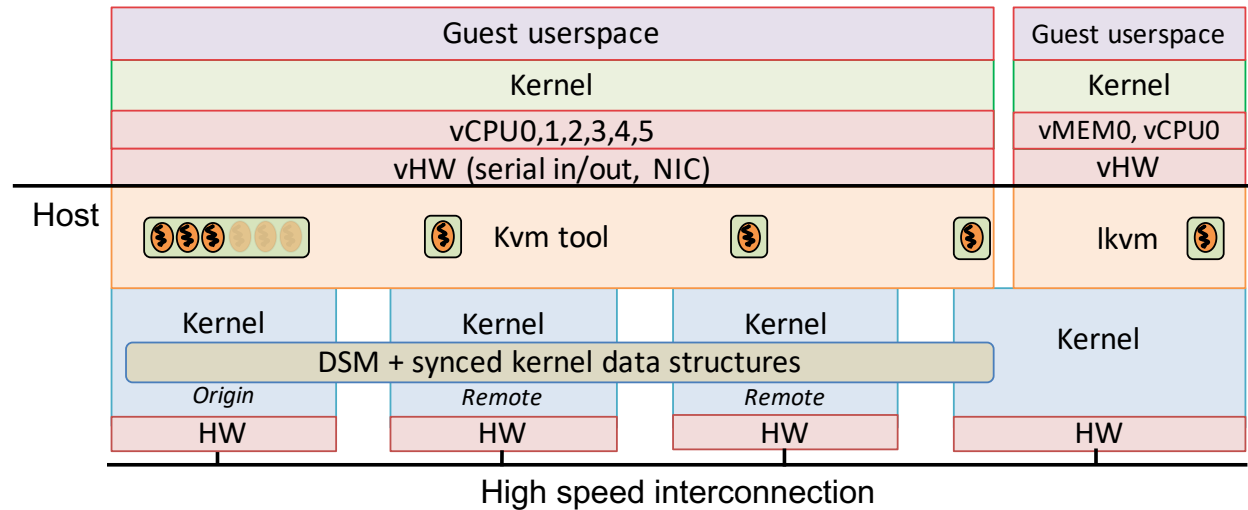 Guest userspace
Guest userspace
Kernel
Kernel
vCPU0,1,2,3,4,5
vMEM0, vCPU0
vHW (serial in/out, NIC)
vHW
Host
Kvm tool
lkvm
Kernel
Kernel
Kernel
Kernel
DSM + synced kernel data structures
Origin
Remote
Remote
HW
HW
HW
HW
High speed interconnection